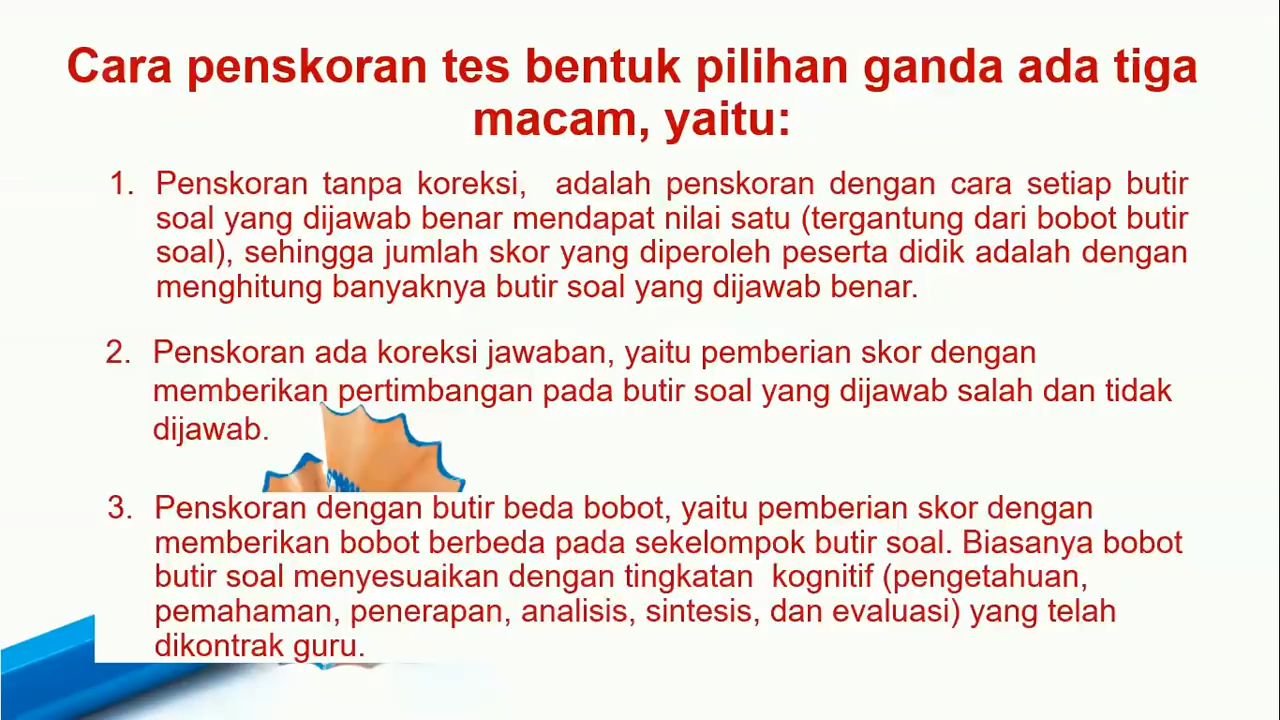 Cara penskoran tes bentuk pilihan ganda ada tiga
macam, yaitu:
1. Penskoran tanpa koreksi, adalah penskoran dengan cara setiap butir
soal yang dijawab benar mendapat nilai satu (tergantung dari bobot butir
soal), sehingga jumlah skor yang diperoleh peserta didik adalah dengan
menghitung banyaknya butir soal yang dijawab benar.
2. Penskoran ada koreksi jawaban, yaitu pemberian skor dengan
memberikan pertimbangan pada butir soal yang dijawab salah dan tidak
dijawab.
3. Penskoran dengan butir beda bobot, yaitu pemberian skor dengan
memberikan bobot berbeda pada sekelompok butir soal. Biasanya bobot
butir soal menyesuaikan dengan tingkatan kognitif (pengetahuan,
pemahaman, penerapan, analisis, sintesis, dan evaluasi) yang telah
dikontrak guru.